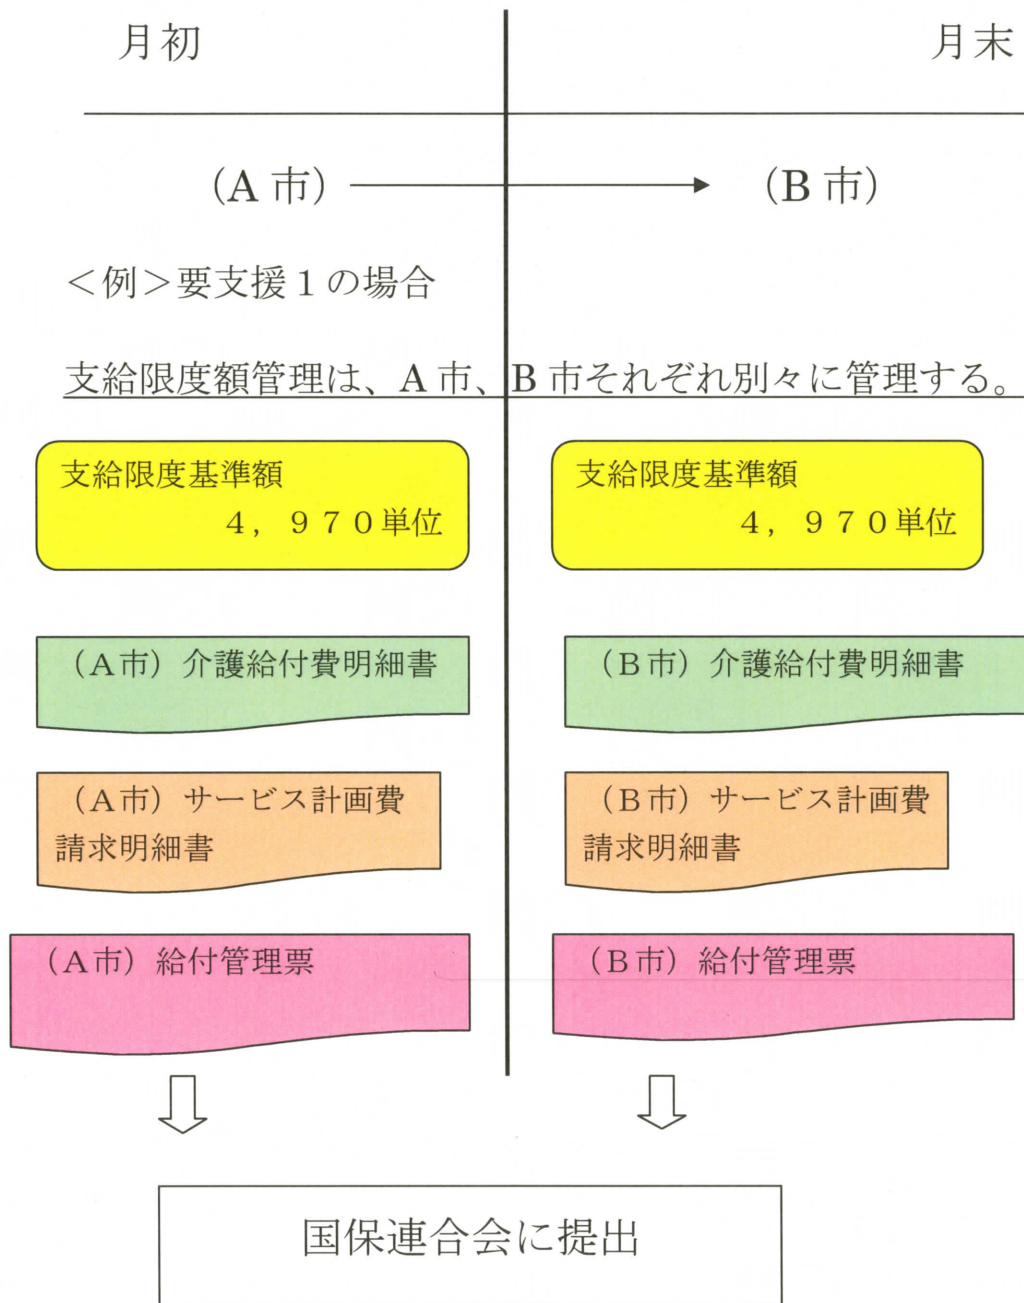 月初
月末
(A 市)
(B 市)
＜例＞要支援１の場合
支給限度額管理は、A 市、B 市それぞれ別々に管理する。
支給限度基準額
４，９７０単位
支給限度基準額
４，９７０単位
（A市）介護給付費明細書
（B市）介護給付費明細書
（A市）サービス計画費
請求明細書
（B市）サービス計画費
請求明細書
（A市）給付管理票
（B市）給付管理票
国保連合会に提出